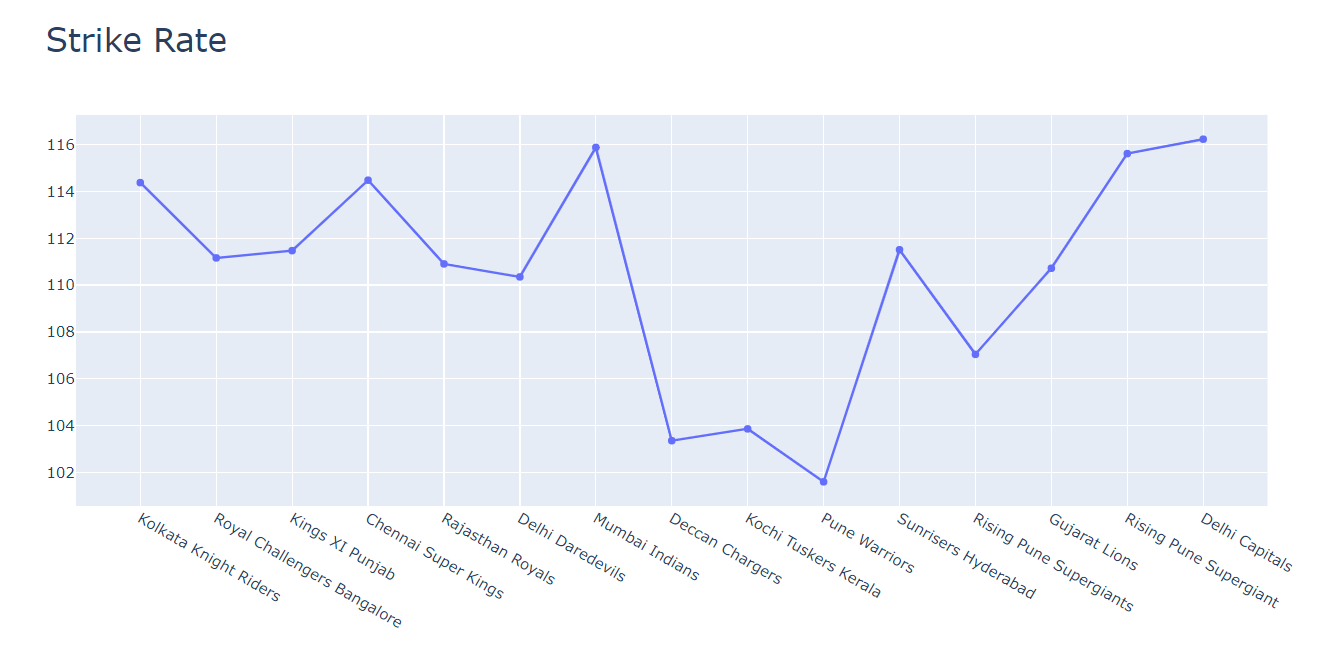 Strike Rate
116
114
112
110
108
106
104
102
Kolkata Knight Riders
Royal Challengers Bangalore
Kings XI Punjab
Chennai Super Kings
Rajasthan Royals
Delhi Daredevils
Mumbai Indians
Deccan Chargers
Kochi Tuskers Kerala
Pune Warriors
Sunrisers Hyderabad
Rising Pune Supergiants
Gujarat Lions
Rising Pune Supergiant
Delhi Capitals